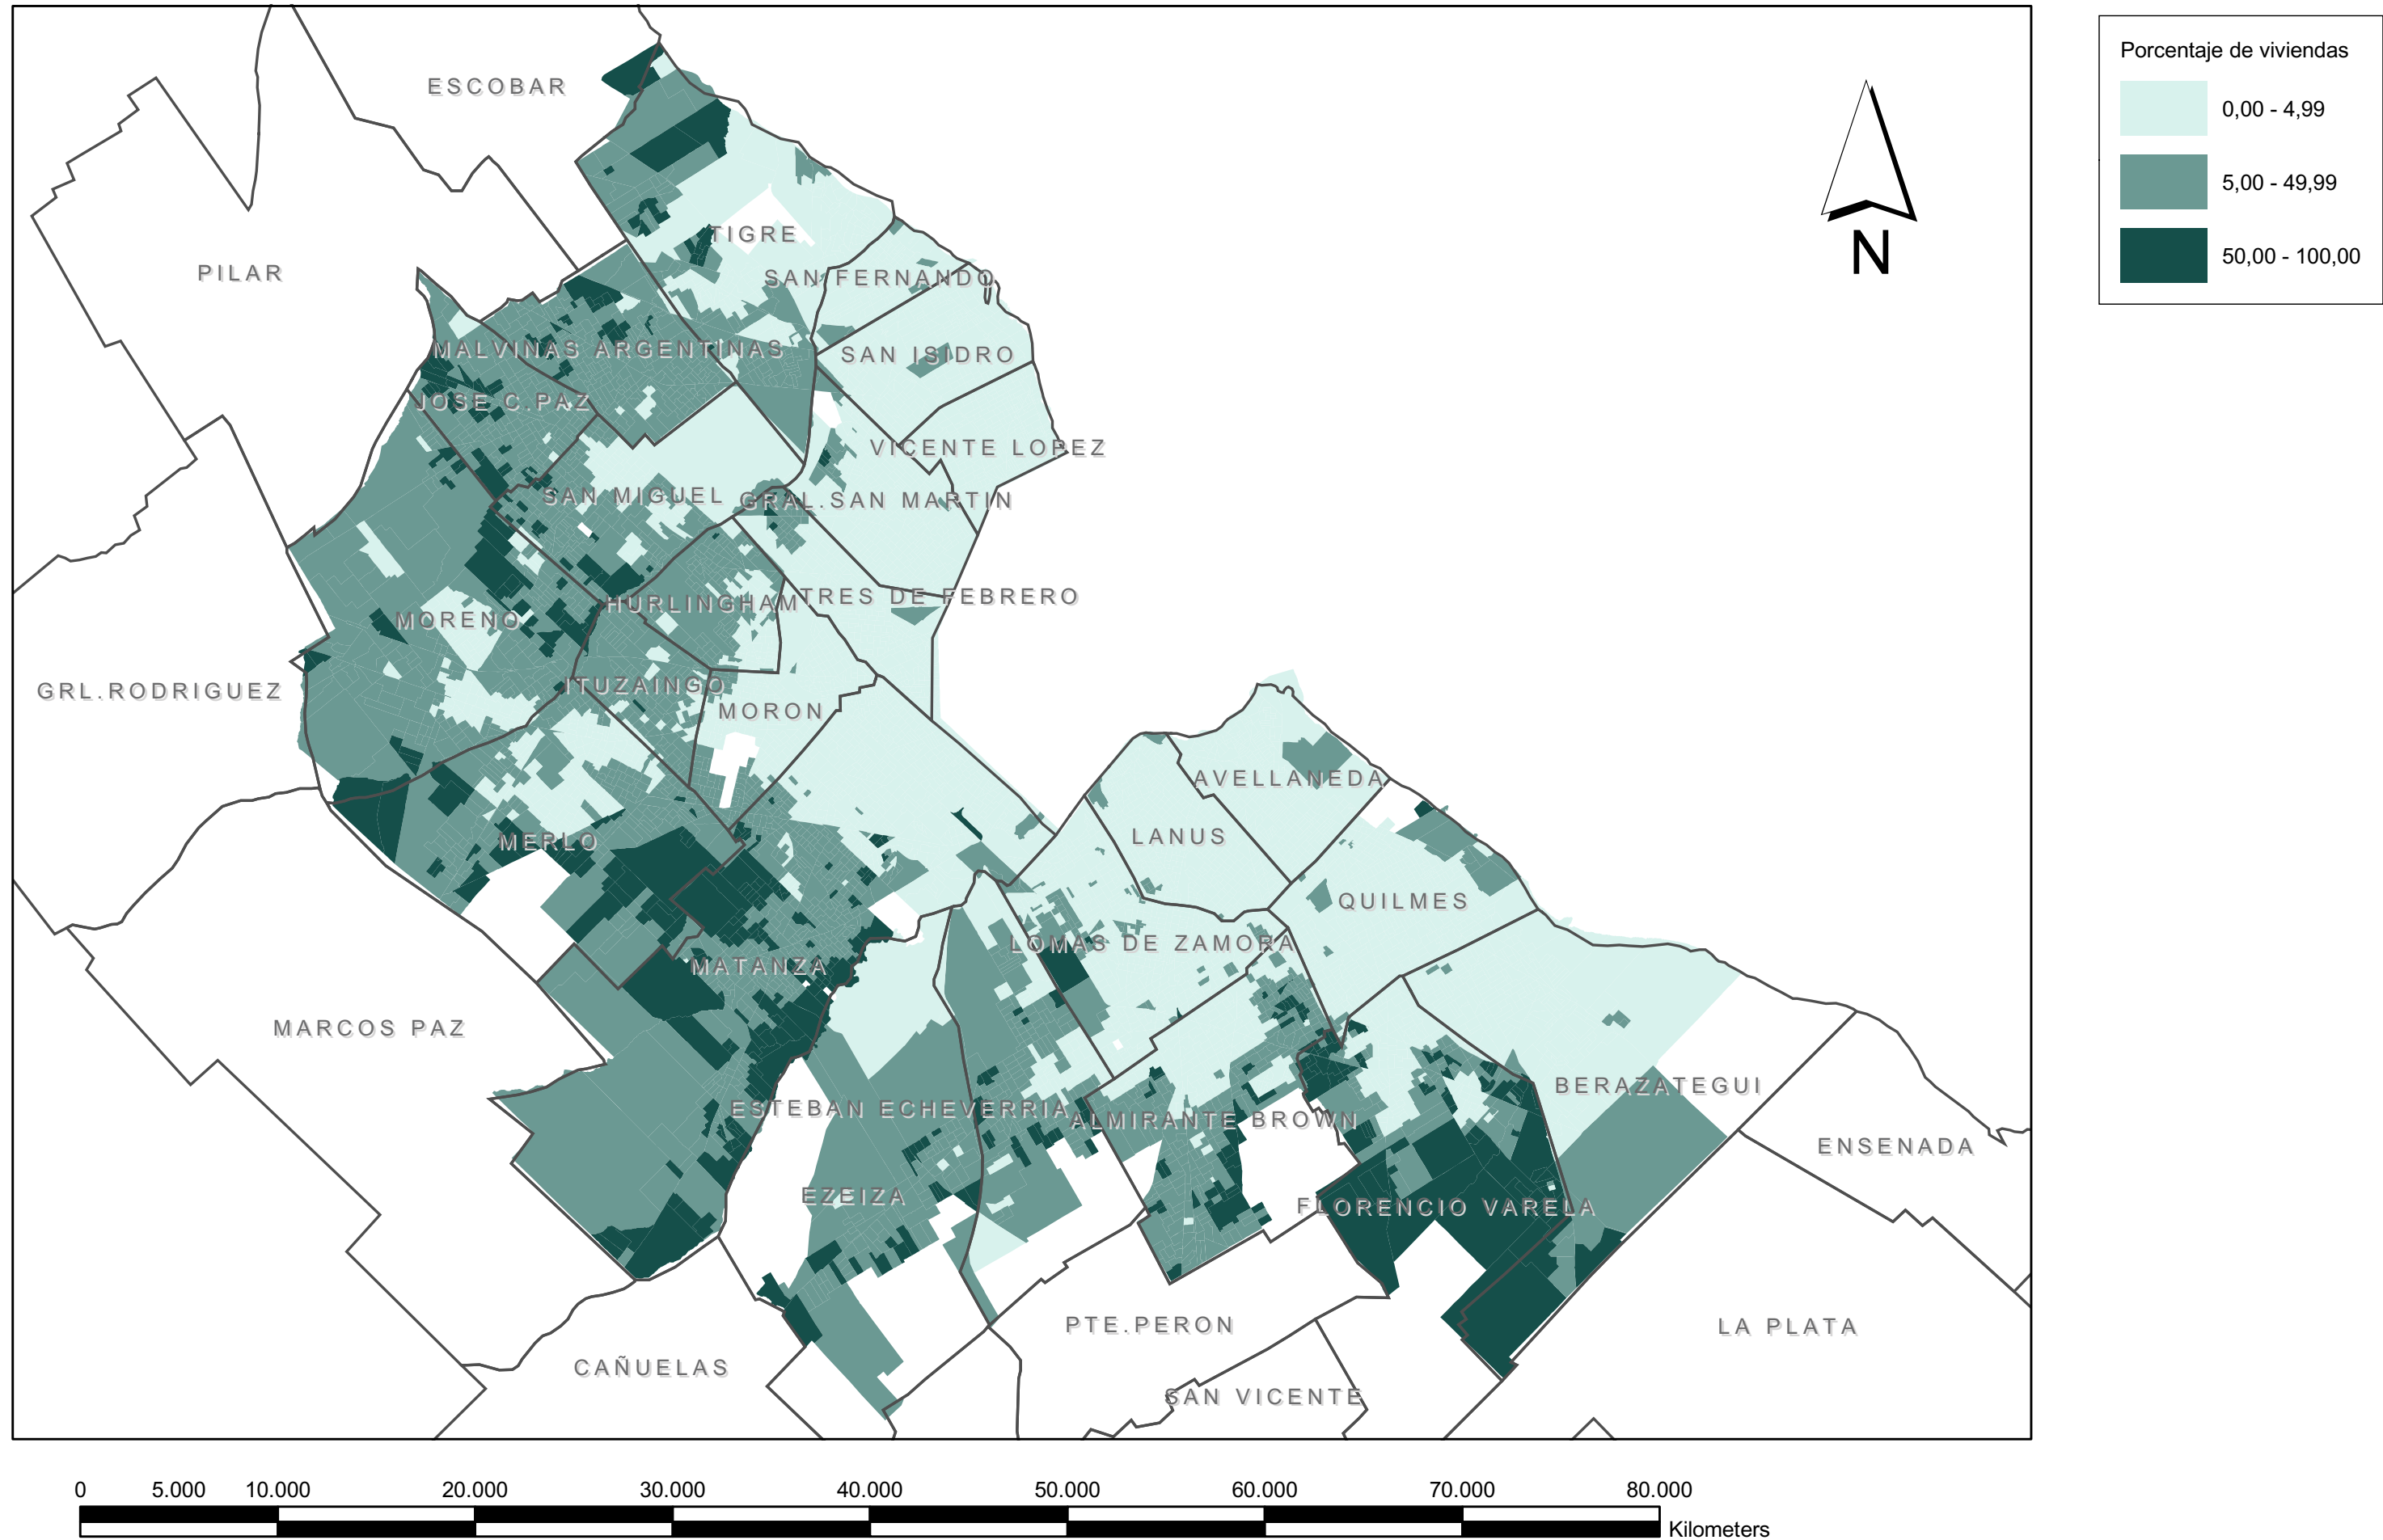 ESCOBAR
PILAR
TIGRE
SAN FERNANDO
MALVINAS ARGENTINAS
SAN ISIDRO
JOSE C.PAZ
VICENTE LOPEZ
SAN MIGUEL
GRAL.SAN MARTIN
HURLINGHAM
TRES DE FEBRERO
MORENO
GRL.RODRIGUEZ
ITUZAINGO
MORON
AVELLANEDA
LANUS
MERLO
QUILMES
LOMAS DE ZAMORA
MATANZA
MARCOS PAZ
BERAZATEGUI
ESTEBAN ECHEVERRIA
ALMIRANTE BROWN
ENSENADA
EZEIZA
FLORENCIO VARELA
PTE.PERON
LA PLATA
CAÑUELAS
SAN VICENTE
N
Porcentaje de viviendas
0,00 - 4,99
5,00 - 49,99
50,00 - 100,00
0 5.000 10.000 20.000 30.000 40.000 50.000 60.000 70.000 80.000
Kilometers